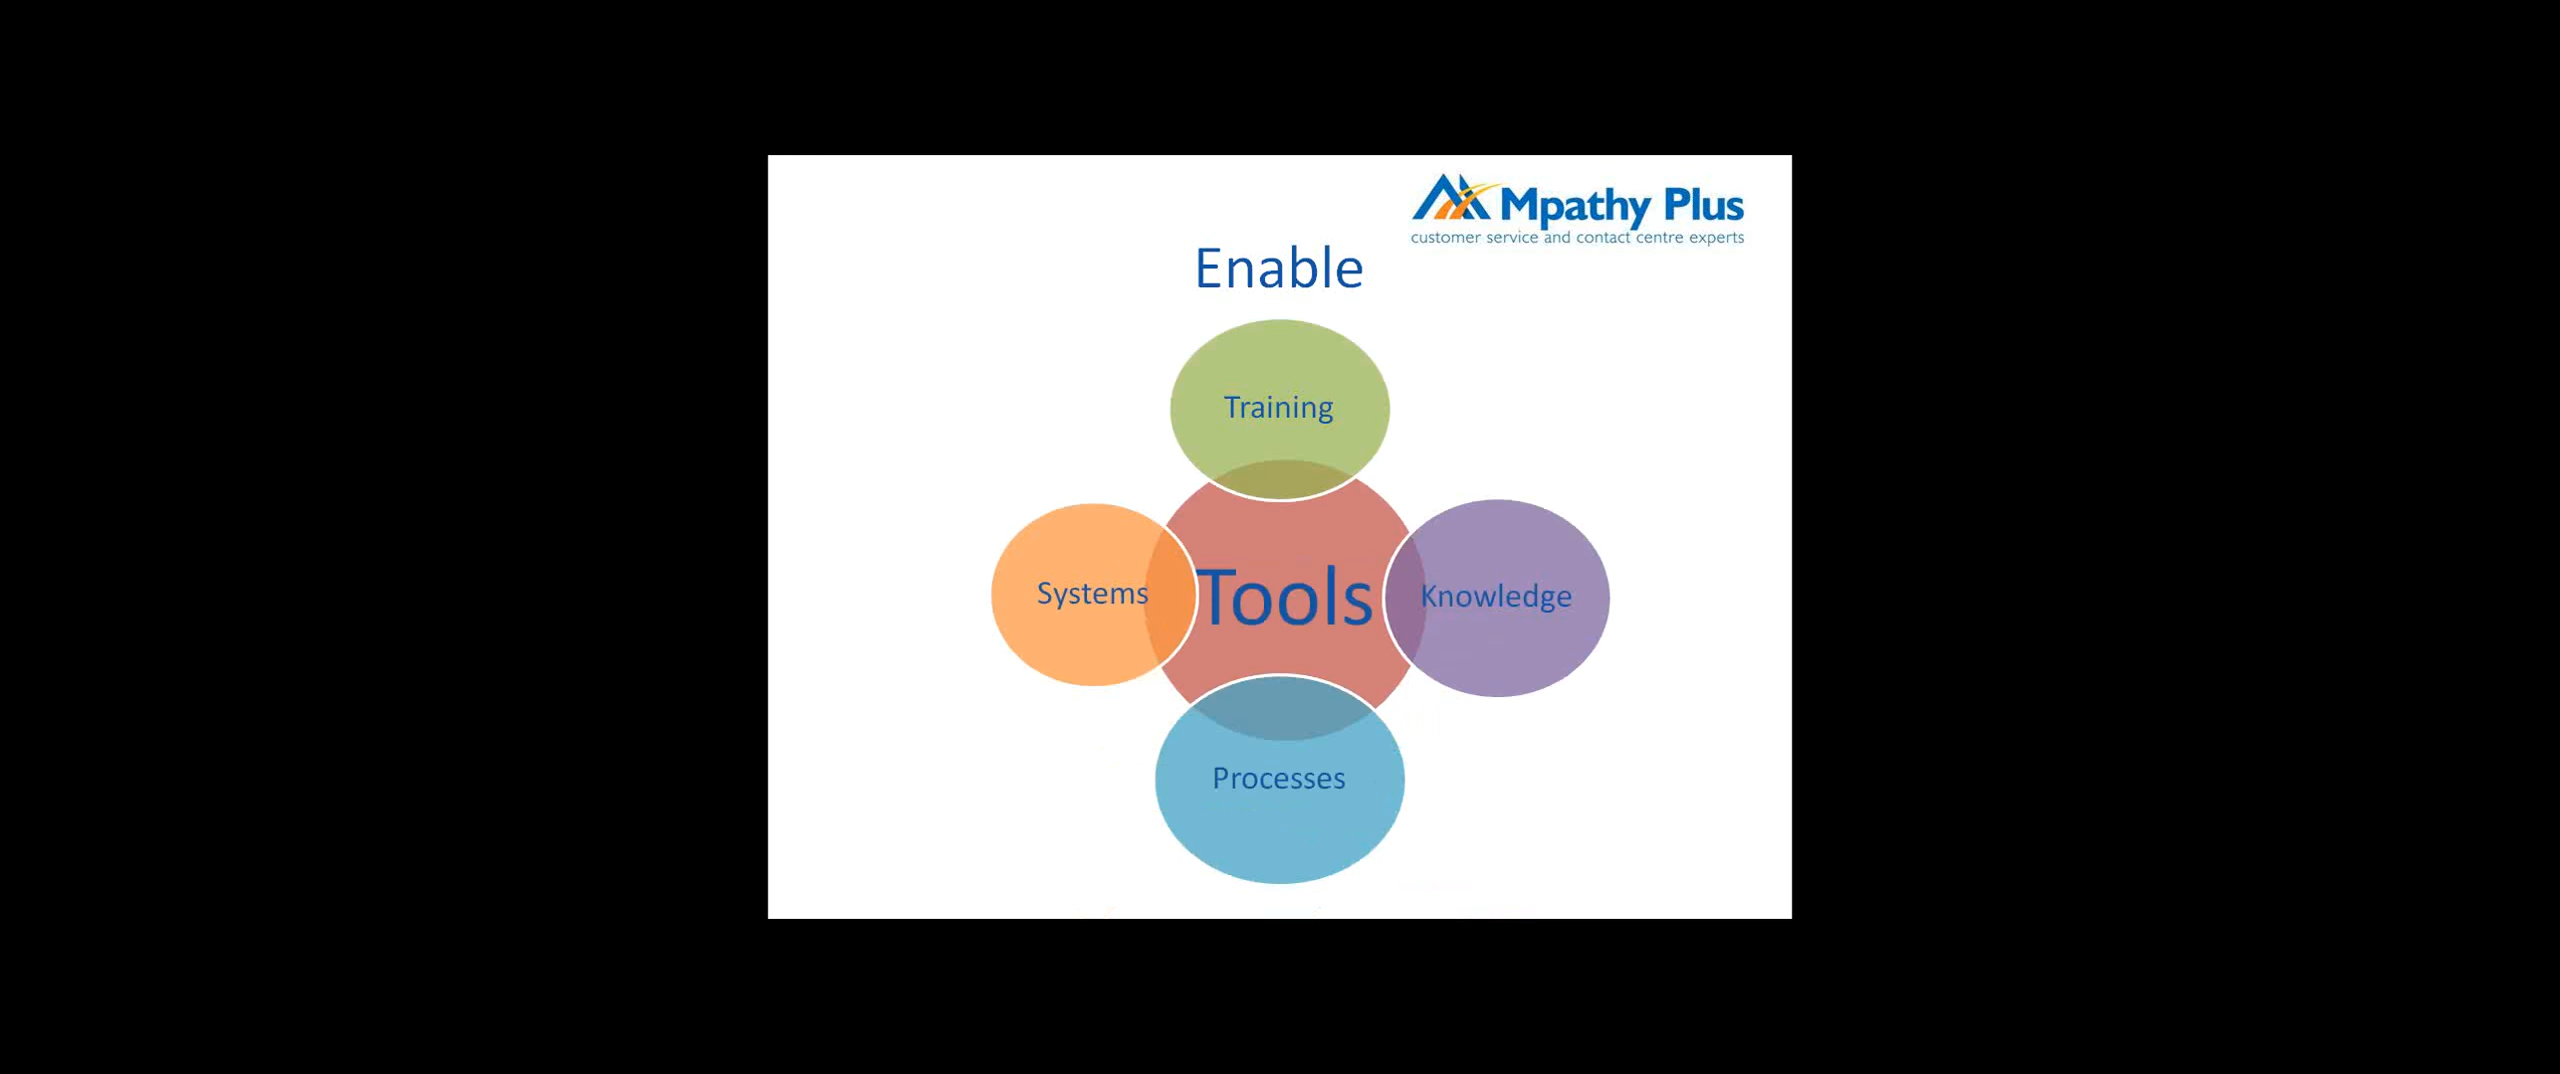 Mpathy Plus
customer service and contact centre experts
Enable
Training
Systems
Tools
Knowledge
Processes